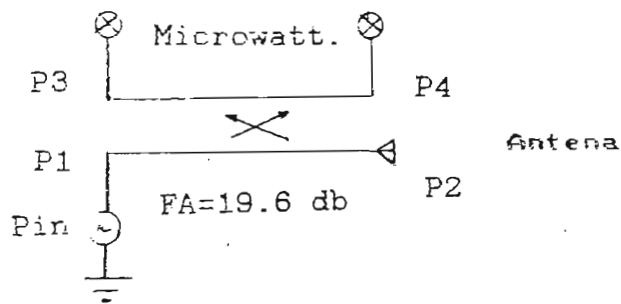 Microwatt.
P3
P4
P1
Antena
P2
FA=19.6 db
Pin